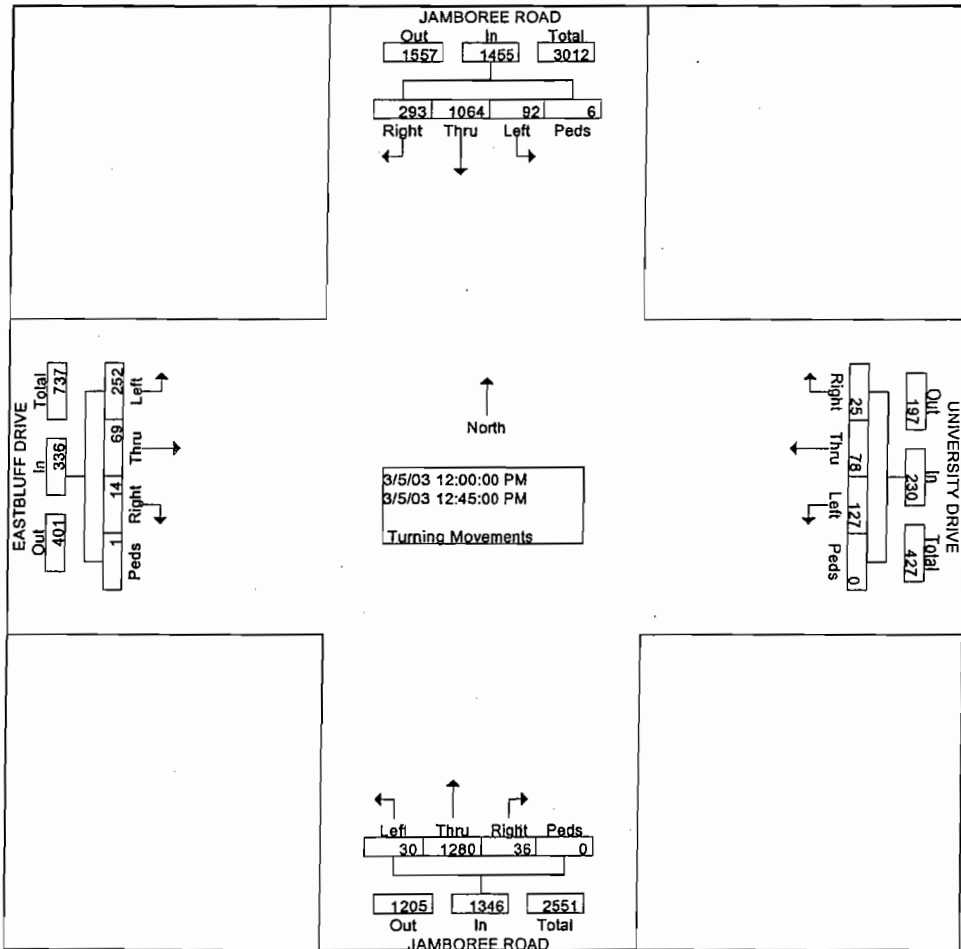 JAMBOREE ROAD
Out In Total
1557 1455 3012
293 1064 92 6
Right Thru Left Peds
EASTBLUFF DRIVE
Out In Total
401 336 737
1 14 69 252
Peds Right Thru Left
North
3/5/03 12:00:00 PM
3/5/03 12:45:00 PM
Turning Movements
Right Thru Left Peds
25 78 127 0
197 230 427
Out In Total
UNIVERSITY DRIVE
Left Thru Right Peds
30 1280 36 0
1205 1346 2551
Out In Total
JAMBOREE ROAD